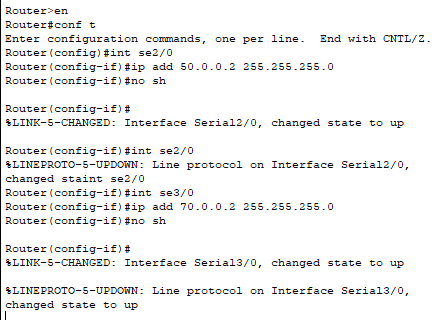 Router>en
Router#conf t
Enter configuration commands, one per line.  End with CNTL/Z.
Router(config)#int se2/0
Router(config-if)#ip add 50.0.0.2 255.255.255.0
Router(config-if)#no sh
Router(config-if)#
%LINK-5-CHANGED: Interface Serial2/0, changed state to up
Router(config-if)#int se2/0
%LINEPROTO-5-UPDOWN: Line protocol on Interface Serial2/0,
changed staint se2/0
Router(config-if)#int se3/0
Router(config-if)#ip add 70.0.0.2 255.255.255.0
Router(config-if)#no sh
Router(config-if)#
%LINK-5-CHANGED: Interface Serial3/0, changed state to up
%LINEPROTO-5-UPDOWN: Line protocol on Interface Serial3/0,
changed state to up